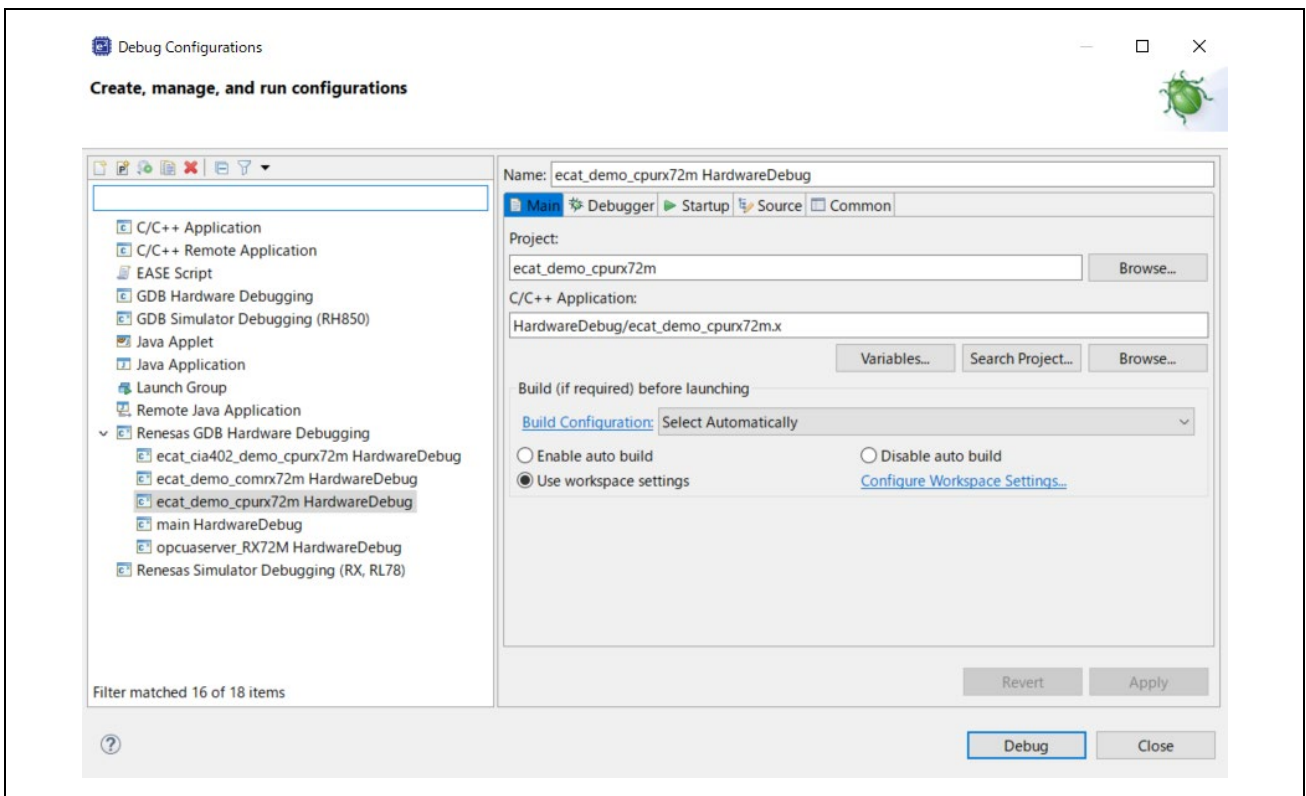 Debug Configurations
Create, manage, and run configurations
Name: ecat_demo_cpurx72m HardwareDebug
Main Debugger Startup Source Common
C/C++ Application
C/C++ Remote Application
EASE Script
GDB Hardware Debugging
GDB Simulator Debugging (RH850)
Java Applet
Java Application
Launch Group
Remote Java Application
Renesas GDB Hardware Debugging
ecat_cia402_demo_cpurx72m HardwareDebug
ecat_demo_comrx72m HardwareDebug
ecat_demo_cpurx72m HardwareDebug
main HardwareDebug
opcuaserver_RX72M HardwareDebug
Renesas Simulator Debugging (RX, RL78)
Filter matched 16 of 18 items
Project:
ecat_demo_cpurx72m Browse...
C/C++ Application:
HardwareDebug/ecat_demo_cpurx72m.x
Variables... Search Project... Browse...
Build (if required) before launching
Build Configuration: Select Automatically
Enable auto build Disable auto build
Use workspace settings Configure Workspace Settings...
Revert Apply
Debug Close